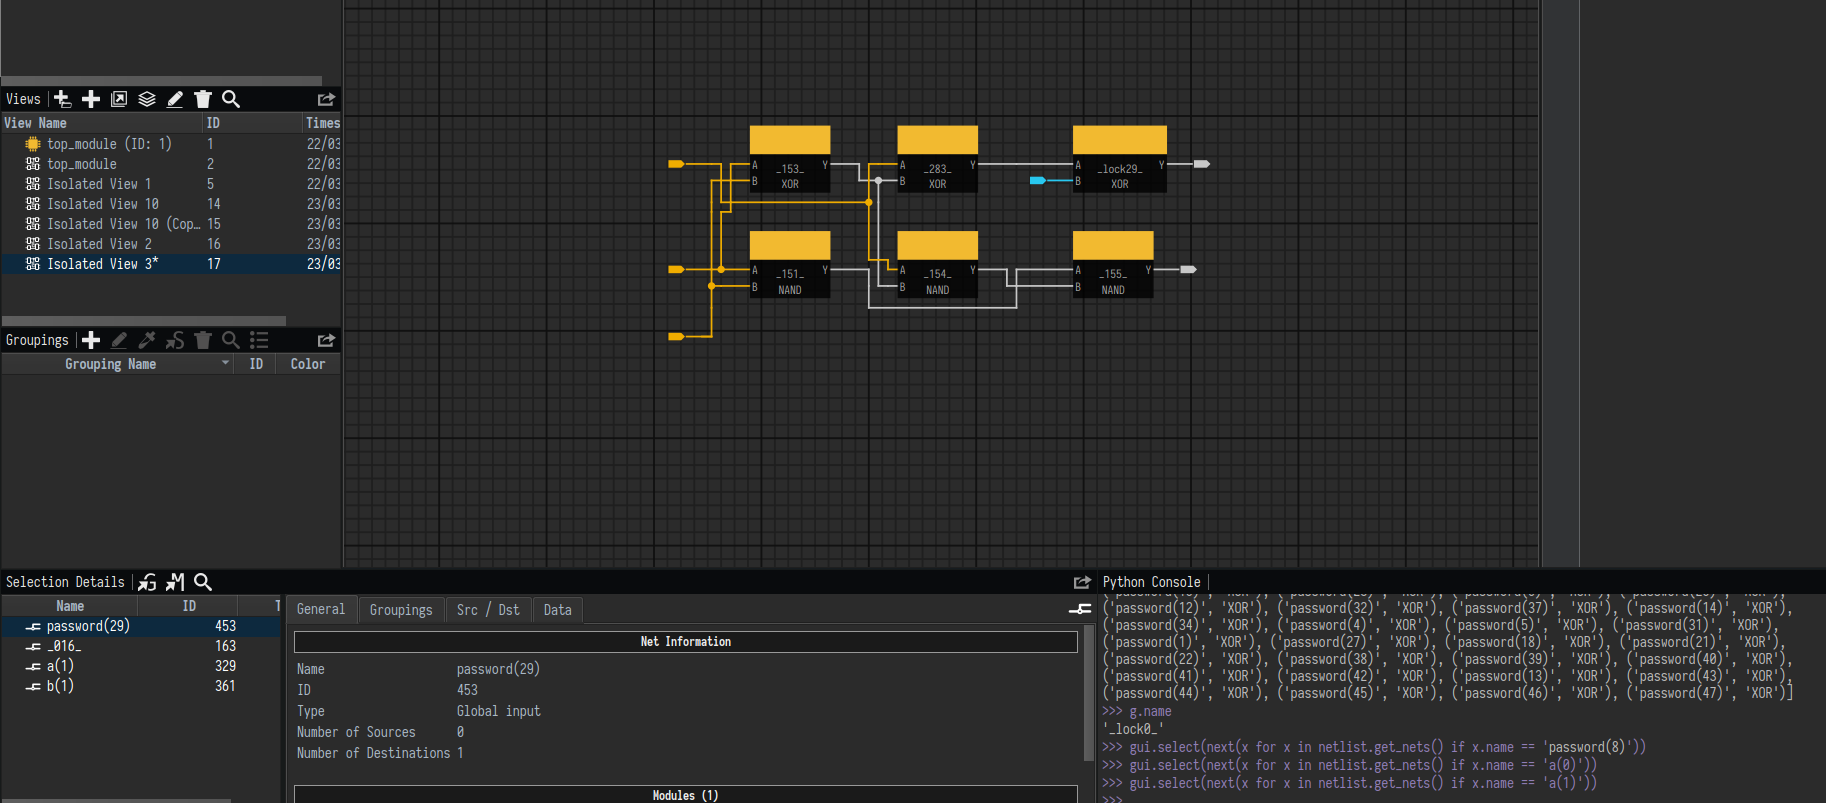 Views
View Name ID Times
top_module (ID: 1) 1 22/03
top_module 2 22/03
Isolated View 1 5 22/03
Isolated View 10 14 23/03
Isolated View 10 (Cop… 15 23/03
Isolated View 2 16 23/03
Isolated View 3* 17 23/03
Groupings
Grouping Name ID Color
A _153_ Y
B XOR
A _283_ Y
B XOR
A _lock29_ Y
B XOR
A _151_ Y
B NAND
A _154_ Y
B NAND
A _155_ Y
B NAND
Selection Details
Name ID T
password(29) 453
_016_ 163
a(1) 329
b(1) 361
General Groupings Src / Dst Data
Net Information
Name password(29)
ID 453
Type Global input
Number of Sources 0
Number of Destinations 1
Modules (1)
Python Console
('password(12)', 'XOR'), ('password(32)', 'XOR'), ('password(37)', 'XOR'), ('password(14)', 'XOR'),
('password(34)', 'XOR'), ('password(4)', 'XOR'), ('password(5)', 'XOR'), ('password(31)', 'XOR'),
('password(1)', 'XOR'), ('password(27)', 'XOR'), ('password(18)', 'XOR'), ('password(21)', 'XOR'),
('password(22)', 'XOR'), ('password(38)', 'XOR'), ('password(39)', 'XOR'), ('password(40)', 'XOR'),
('password(41)', 'XOR'), ('password(42)', 'XOR'), ('password(13)', 'XOR'), ('password(43)', 'XOR'),
('password(44)', 'XOR'), ('password(45)', 'XOR'), ('password(46)', 'XOR'), ('password(47)', 'XOR')]
>>> g.name
'_lock0_'
>>> gui.select(next(x for x in netlist.get_nets() if x.name == 'password(8)'))
>>> gui.select(next(x for x in netlist.get_nets() if x.name == 'a(0)'))
>>> gui.select(next(x for x in netlist.get_nets() if x.name == 'a(1)'))
>>>